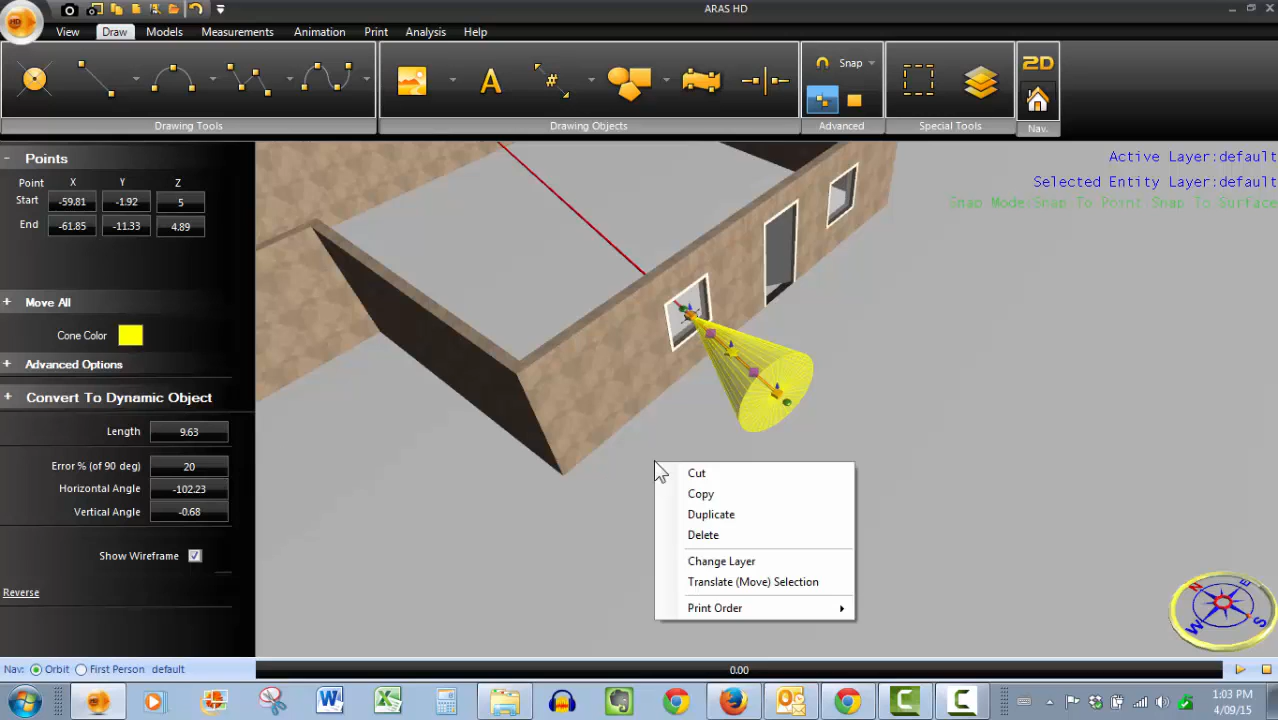 ARAS HD
View Draw Models Measurements Animation Print Analysis Help
Snap 2D
Drawing Tools Drawing Objects Advanced Special Tools Nav.
- Points
Point X Y Z
Start -59.81 -1.92 5
End -61.85 -11.33 4.89
+ Move All
Cone Color
+ Advanced Options
+ Convert To Dynamic Object
Length 9.63
Error % (of 90 deg) 20
Horizontal Angle -102.23
Vertical Angle -0.68
Show Wireframe
Reverse
Active Layer:default
Selected Entity Layer:default
Snap Mode:Snap To Point Snap To Surface
Cut
Copy
Duplicate
Delete
Change Layer
Translate (Move) Selection
Print Order
N E
W S
Nav: Orbit First Person default 0.00
1:03 PM
4/09/15